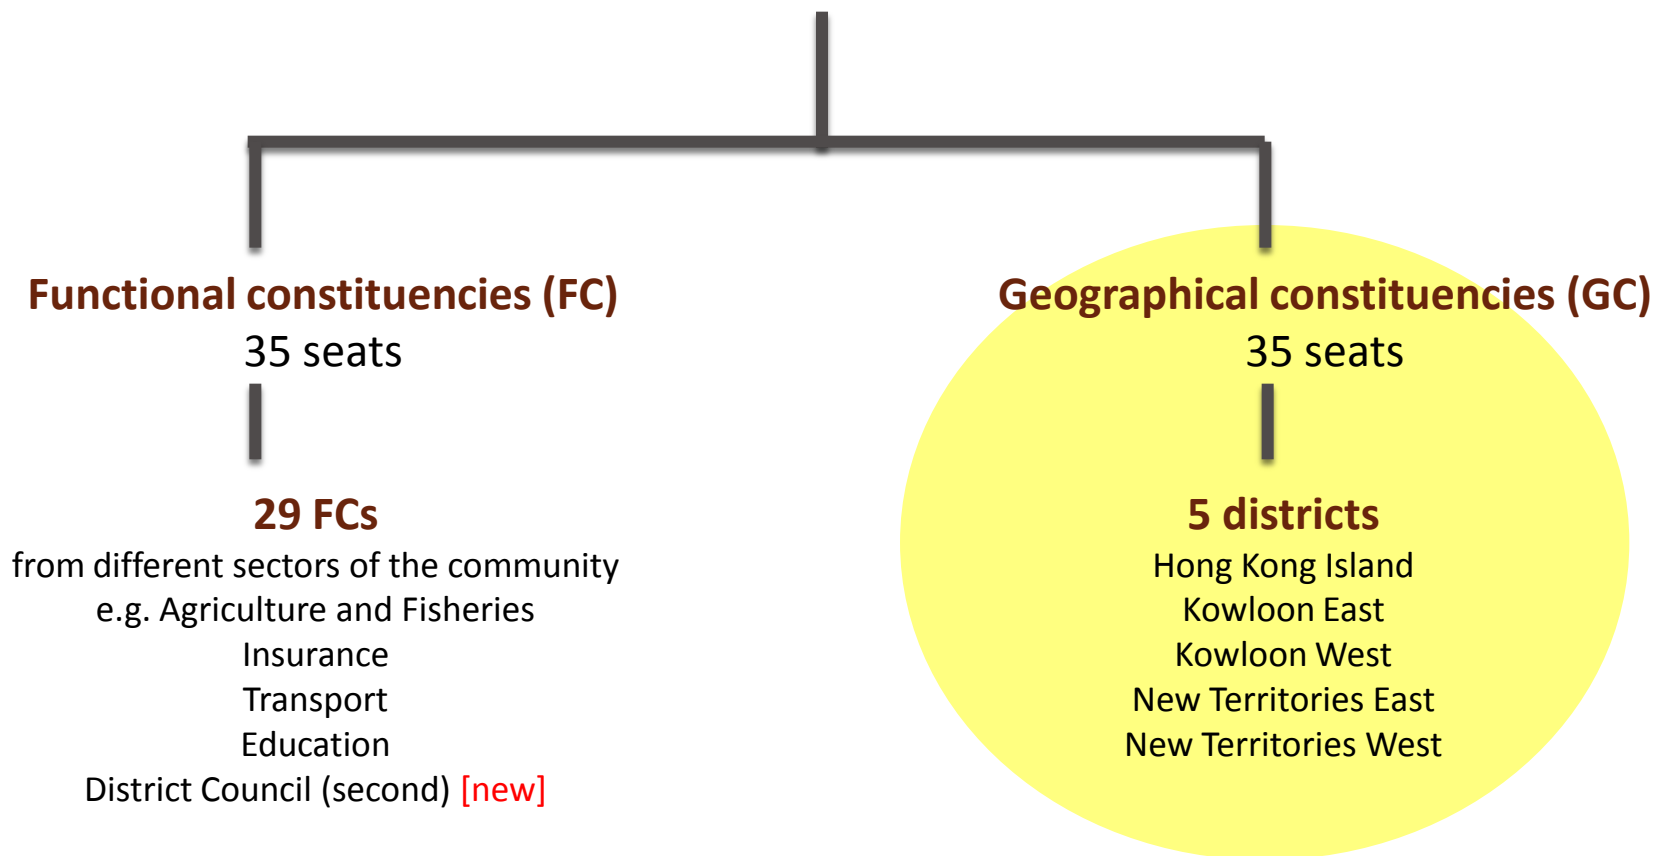 Functional constituencies (FC)
35 seats
29 FCs
from different sectors of the community
e.g. Agriculture and Fisheries
Insurance
Transport
Education
District Council (second) [new]
Geographical constituencies (GC)
35 seats
5 districts
Hong Kong Island
Kowloon East
Kowloon West
New Territories East
New Territories West